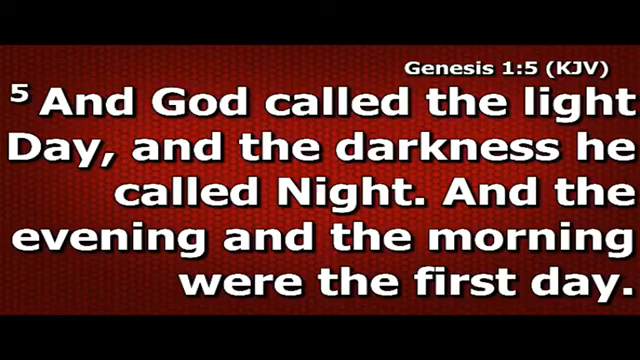 Genesis 1:5 (KJV)
5 And God called the light
Day, and the darkness he
called Night. And the
evening and the morning
were the first day.